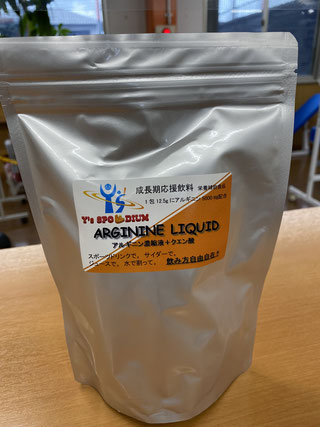 Y's
Y's SPO DIUM
成長期応援飲料 栄養補助食品
1包12.5gにアルギニン5000mg配合
ARGININE LIQUID
アルギニン濃縮液+クエン酸
スポーツドリンクで。サイダーで。
ジュースで。水で割って。 飲み方自由自在!!